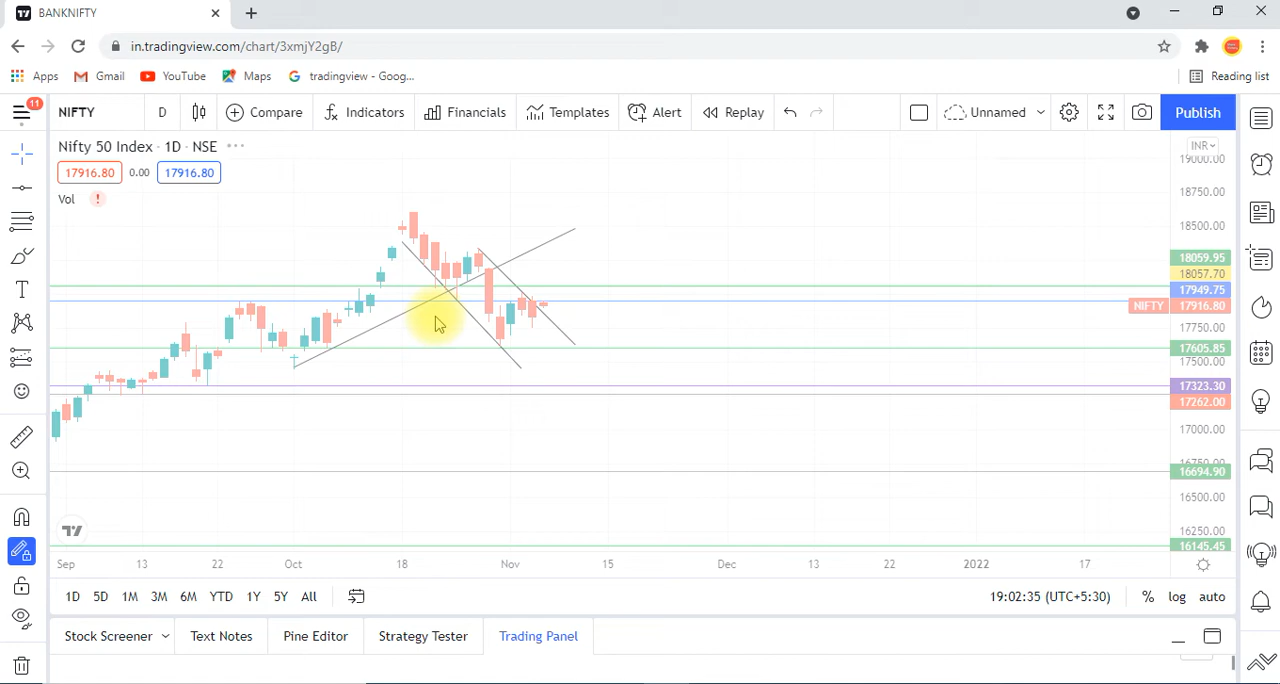 BANKNIFTY
in.tradingview.com/chart/3xmjY2gB/
Apps Gmail YouTube Maps tradingview - Goog... Reading list
11
NIFTY D Compare Indicators Financials Templates Alert Replay Unnamed Publish
Nifty 50 Index · 1D · NSE
INR
17916.80 0.00 17916.80
Vol !
19000.00
18750.00
18500.00
18059.95
18057.70
17949.75
NIFTY 17916.80
17750.00
17605.85
17500.00
17323.30
17262.00
17000.00
16750.00
16694.90
16500.00
16250.00
16145.45
Sep 13 22 Oct 18 Nov 15 Dec 13 22 2022 17
1D 5D 1M 3M 6M YTD 1Y 5Y All 19:02:35 (UTC+5:30) % log auto
Stock Screener Text Notes Pine Editor Strategy Tester Trading Panel